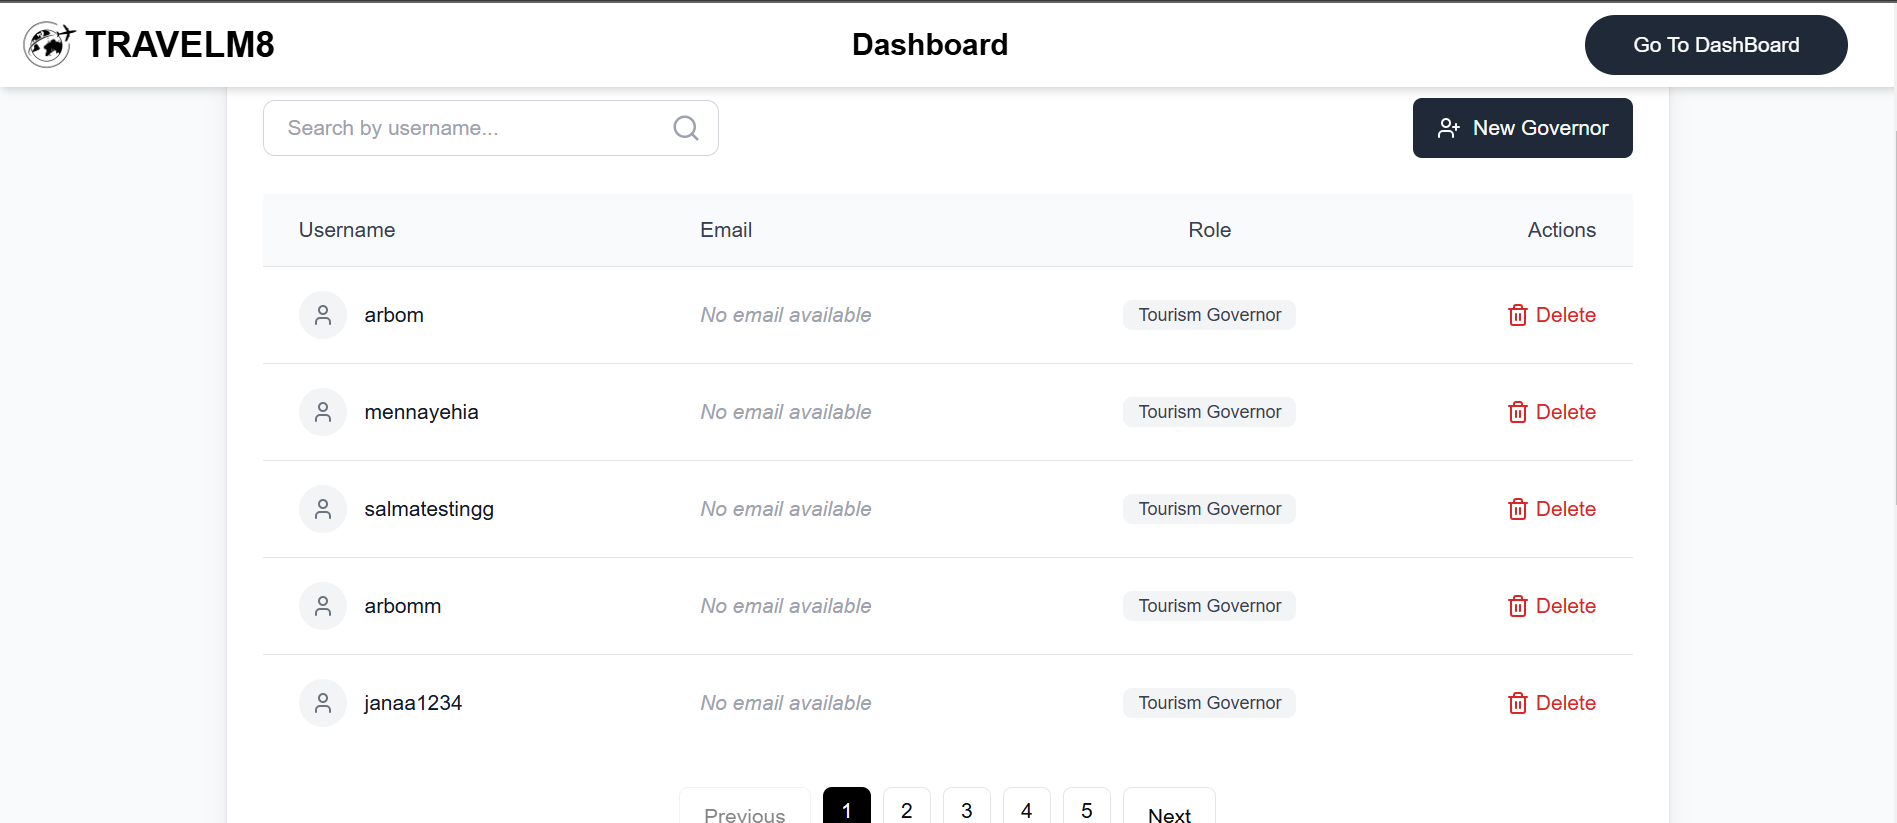 TRAVELM8
Dashboard
Go To DashBoard
Search by username...
New Governor
Username Email Role Actions
arbom No email available Tourism Governor Delete
mennayehia No email available Tourism Governor Delete
salmatestingg No email available Tourism Governor Delete
arbomm No email available Tourism Governor Delete
janaa1234 No email available Tourism Governor Delete
Previous 1 2 3 4 5 Next